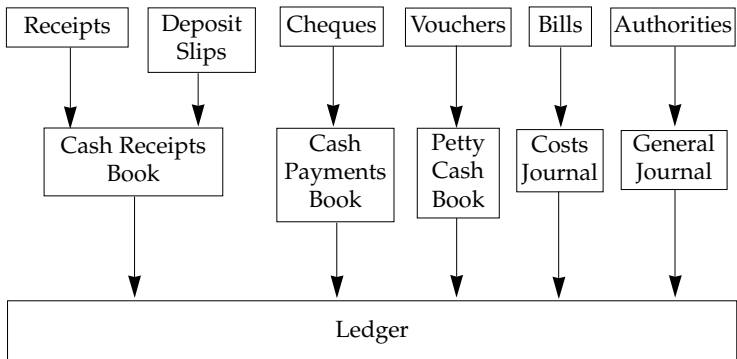 Receipts
Deposit
Slips
Cheques
Vouchers
Bills
Authorities
Cash Receipts
Book
Cash
Payments
Book
Petty
Cash
Book
Costs
Journal
General
Journal
Ledger